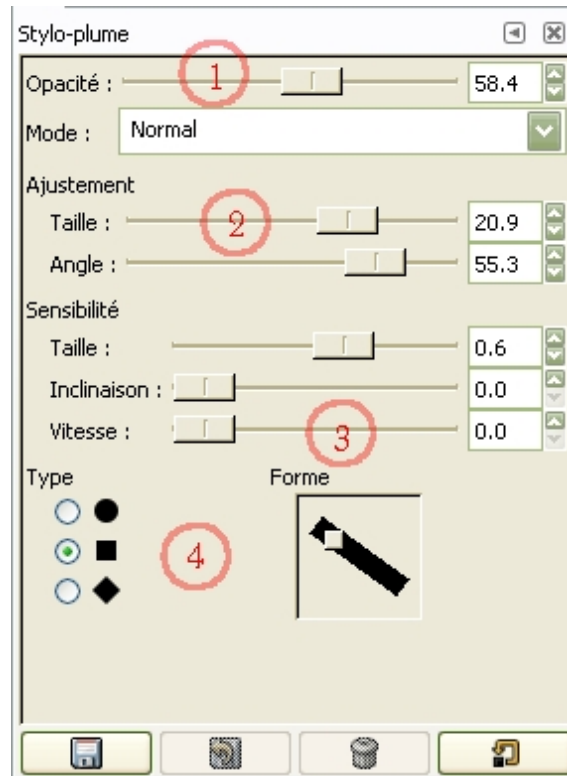 Stylo-plume
Opacité : 1 58.4
Mode : Normal
Ajustement
Taille : 2 20.9
Angle : 55.3
Sensibilité
Taille : 0.6
Inclinaison : 0.0
Vitesse : 3 0.0
Type Forme
4